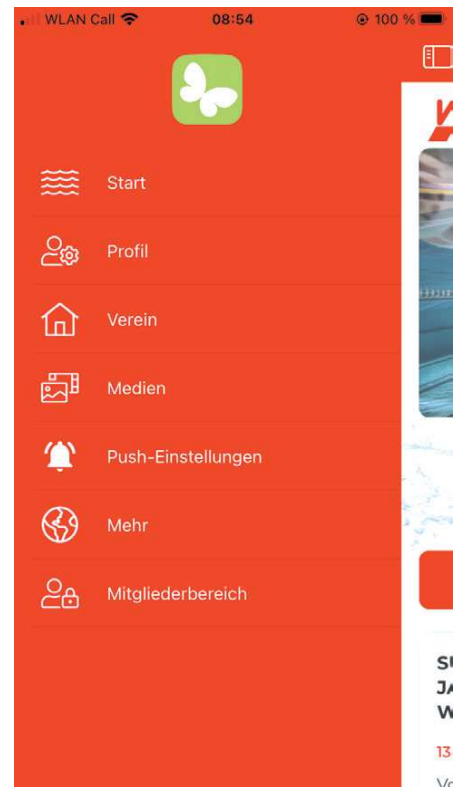 WLAN Call 08:54 100 %
Start
Profil
Verein
Medien
Push-Einstellungen
Mehr
Mitgliederbereich
13